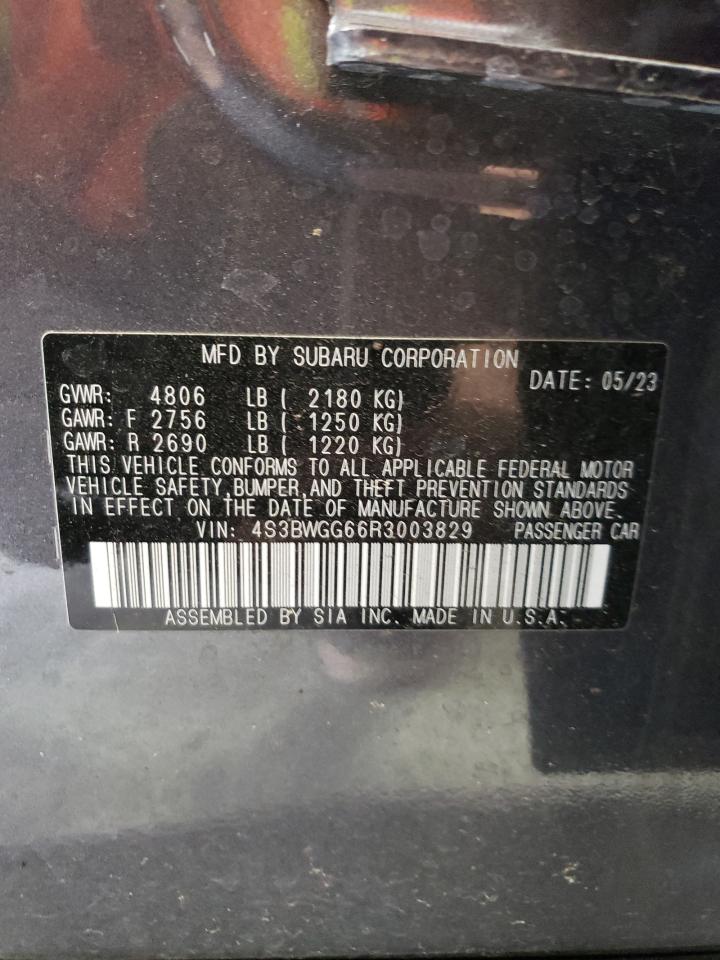 MFD BY SUBARU CORPORATION
DATE: 05/23
GVWR: 4806 LB ( 2180 KG)
GAWR: F 2756 LB ( 1250 KG)
GAWR: R 2690 LB ( 1220 KG)
THIS VEHICLE CONFORMS TO ALL APPLICABLE FEDERAL MOTOR
VEHICLE SAFETY, BUMPER, AND THEFT PREVENTION STANDARDS
IN EFFECT ON THE DATE OF MANUFACTURE SHOWN ABOVE.
VIN: 4S3BWGG66R3003829 PASSENGER CAR
ASSEMBLED BY SIA INC. MADE IN U.S.A.